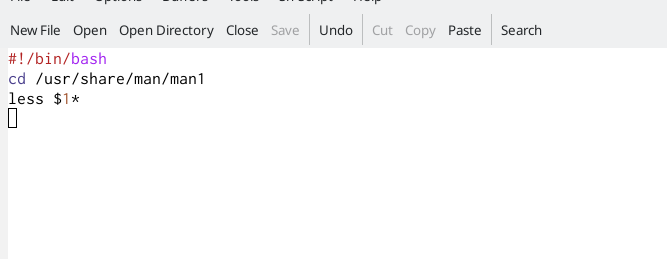 New File Open Open Directory Close Save Undo Cut Copy Paste Search
#!/bin/bash
cd /usr/share/man/man1
less $1*